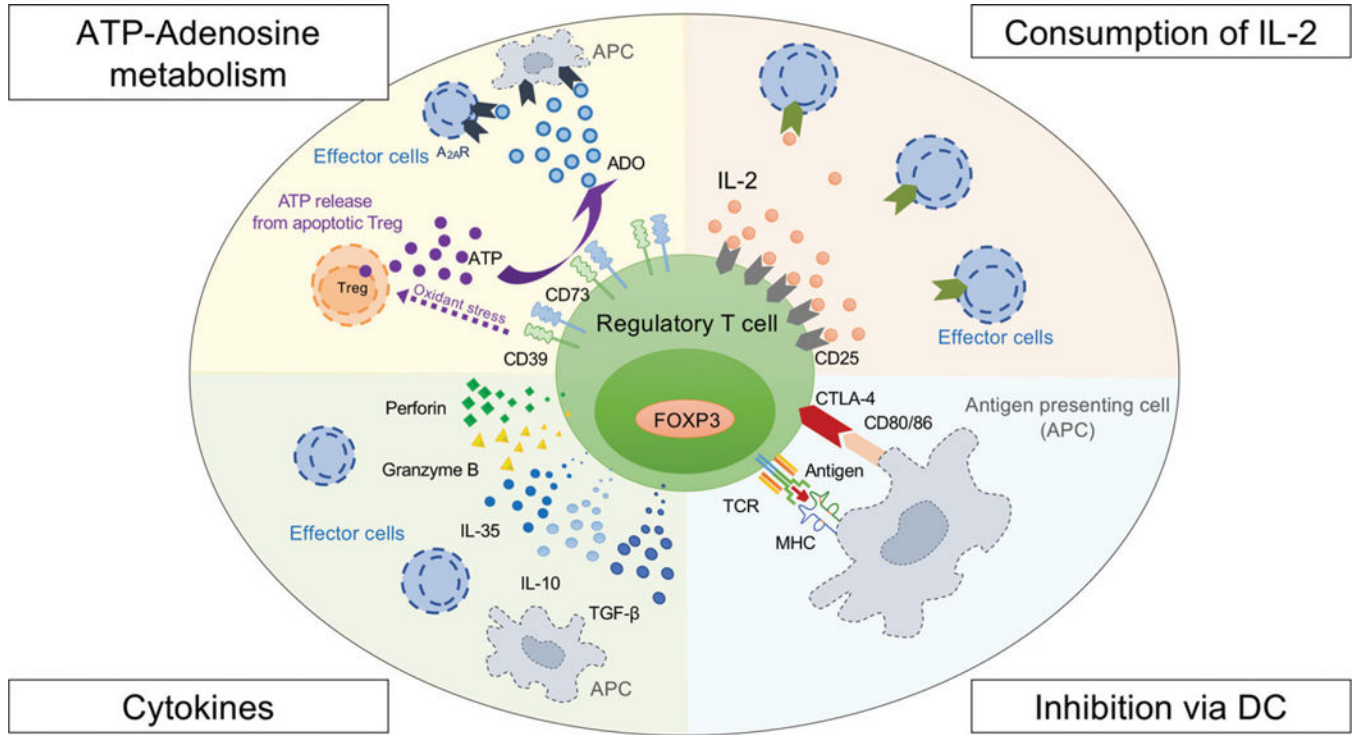 ATP-Adenosine
metabolism
Consumption of IL-2
APC
A2AR
Effector cells
ADO
ATP release
from apoptotic Treg
ATP
Treg
Oxidant stress
CD73
CD39
IL-2
Effector cells
CD25
Regulatory T cell
FOXP3
Perforin
Granzyme B
IL-35
Effector cells
IL-10
TGF-β
APC
CTLA-4
CD80/86
Antigen presenting cell
(APC)
Antigen
TCR
MHC
Cytokines
Inhibition via DC